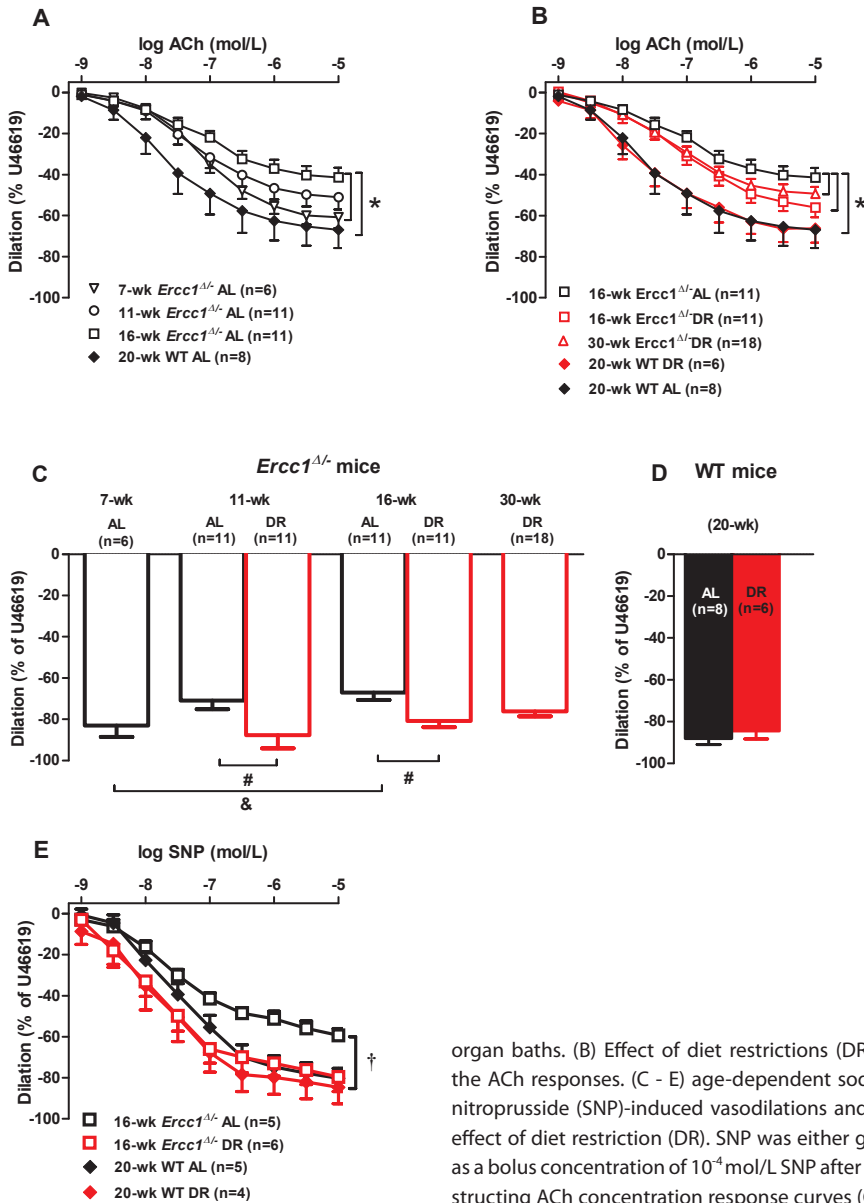 A
log ACh (mol/L)
-9 -8 -7 -6 -5
0
-20
-40
-60
-80
-100
Dilation (% U46619)
*
7-wk Ercc1Δ/- AL (n=6)
11-wk Ercc1Δ/- AL (n=11)
16-wk Ercc1Δ/- AL (n=11)
20-wk WT AL (n=8)
B
log ACh (mol/L)
-9 -8 -7 -6 -5
0
-20
-40
-60
-80
-100
Dilation (% U46619)
*
16-wk Ercc1Δ/-AL (n=11)
16-wk Ercc1Δ/-DR (n=11)
30-wk Ercc1Δ/-DR (n=18)
20-wk WT DR (n=6)
20-wk WT AL (n=8)
C
Ercc1Δ/- mice
7-wk 11-wk 16-wk 30-wk
AL AL DR AL DR DR
(n=6) (n=11) (n=11) (n=11) (n=11) (n=18)
0
-20
-40
-60
-80
-100
Dilation (% of U46619)
# #
&
D
WT mice
(20-wk)
0
-20
-40
-60
-80
-100
Dilation (% of U46619)
AL DR
(n=8) (n=6)
E
log SNP (mol/L)
-9 -8 -7 -6 -5
0
-20
-40
-60
-80
-100
Dilation (% of U46619)
†
16-wk Ercc1Δ/- AL (n=5)
16-wk Ercc1Δ/- DR (n=6)
20-wk WT AL (n=5)
20-wk WT DR (n=4)
organ baths. (B) Effect of diet restrictions (DR
the ACh responses. (C - E) age-dependent soc
nitroprusside (SNP)-induced vasodilations and
effect of diet restriction (DR). SNP was either g
as a bolus concentration of 10-4 mol/L SNP after
structing ACh concentration response curves (